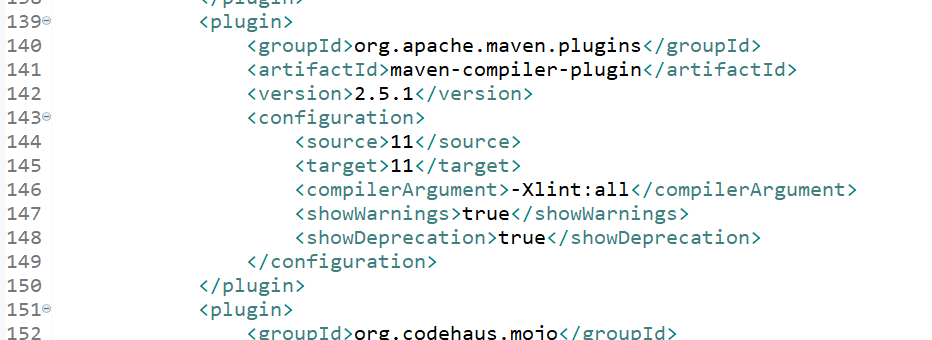 138 </plugin>
139 <plugin>
140 <groupId>org.apache.maven.plugins</groupId>
141 <artifactId>maven-compiler-plugin</artifactId>
142 <version>2.5.1</version>
143 <configuration>
144 <source>11</source>
145 <target>11</target>
146 <compilerArgument>-Xlint:all</compilerArgument>
147 <showWarnings>true</showWarnings>
148 <showDeprecation>true</showDeprecation>
149 </configuration>
150 </plugin>
151 <plugin>
152 <groupId>org.codehaus.mojo</groupId>